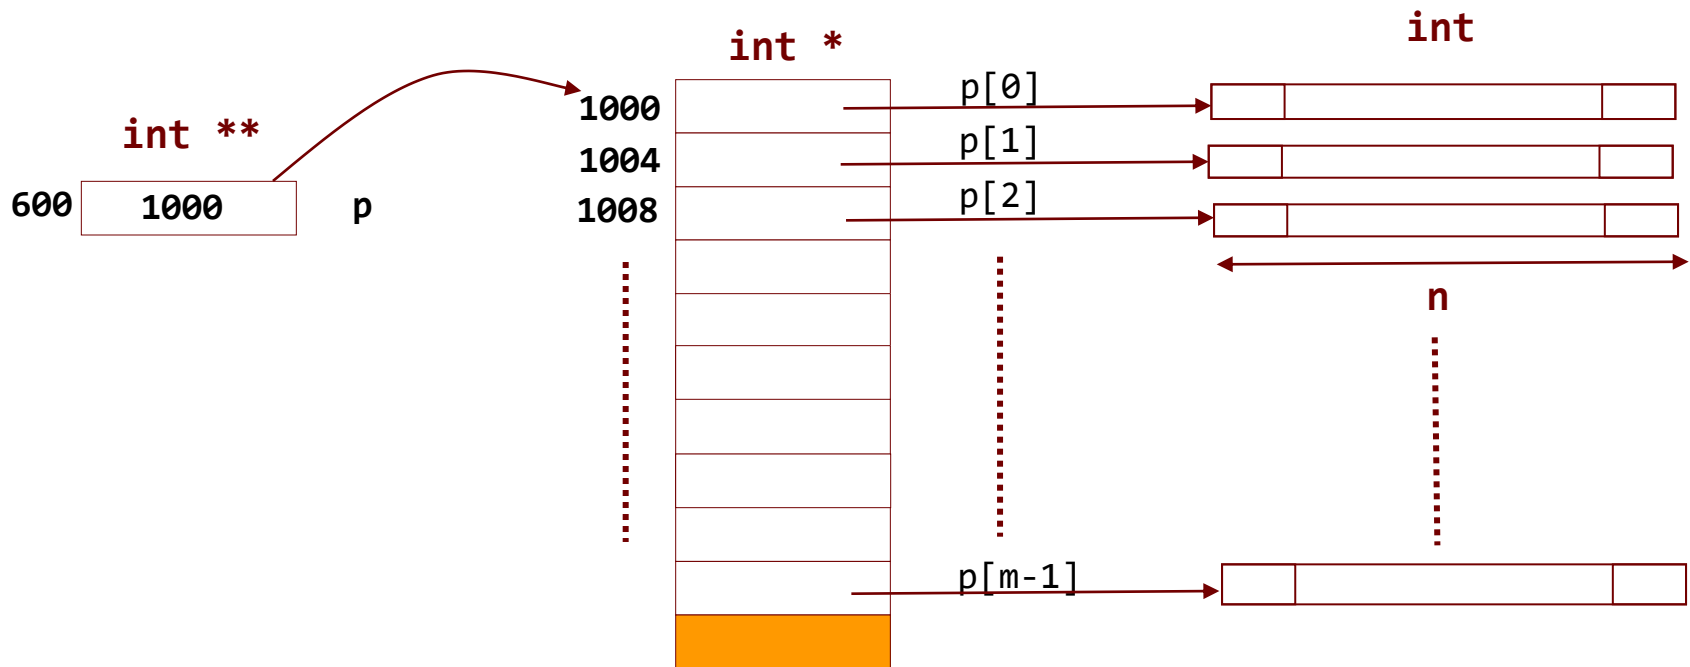 int **
600 1000 p
int *
1000
1004
1008
p[0]
p[1]
p[2]
p[m-1]
int
n